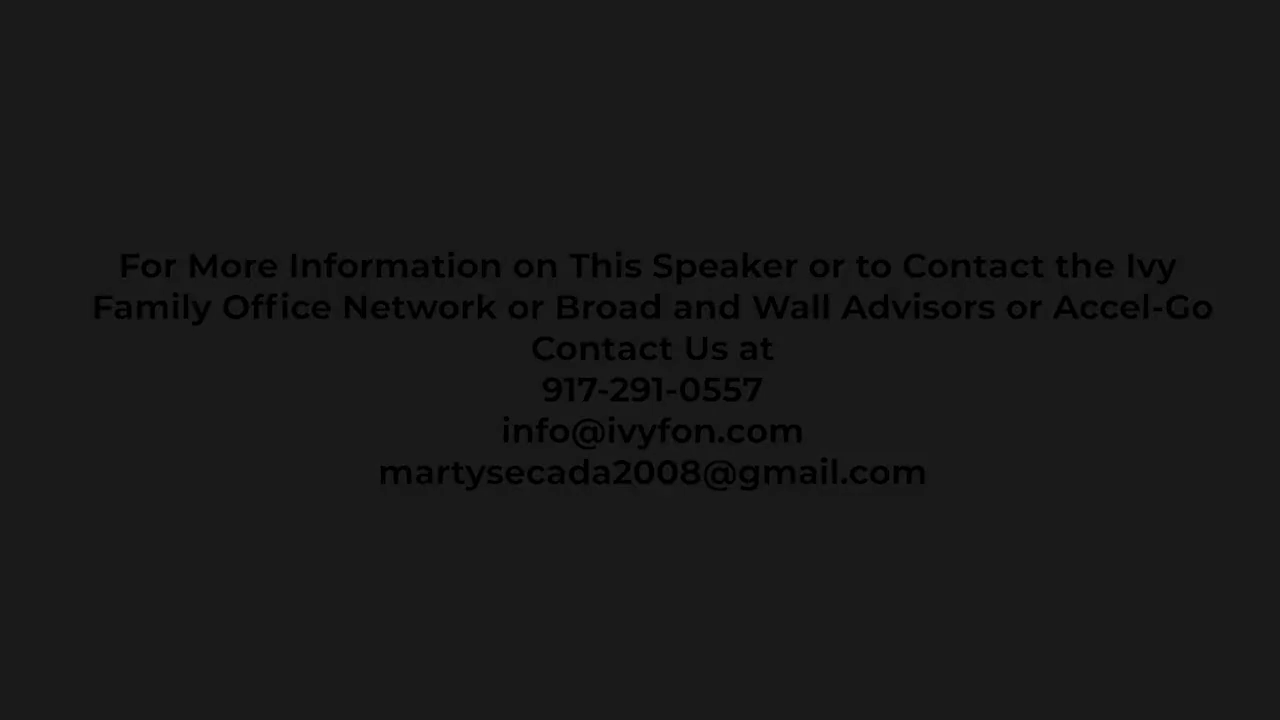 For More Information on This Speaker or to Contact the Ivy
Family Office Network or Broad and Wall Advisors or Accel-Go
Contact Us at
917-291-0557
info@ivyfon.com
martysecada2008@gmail.com